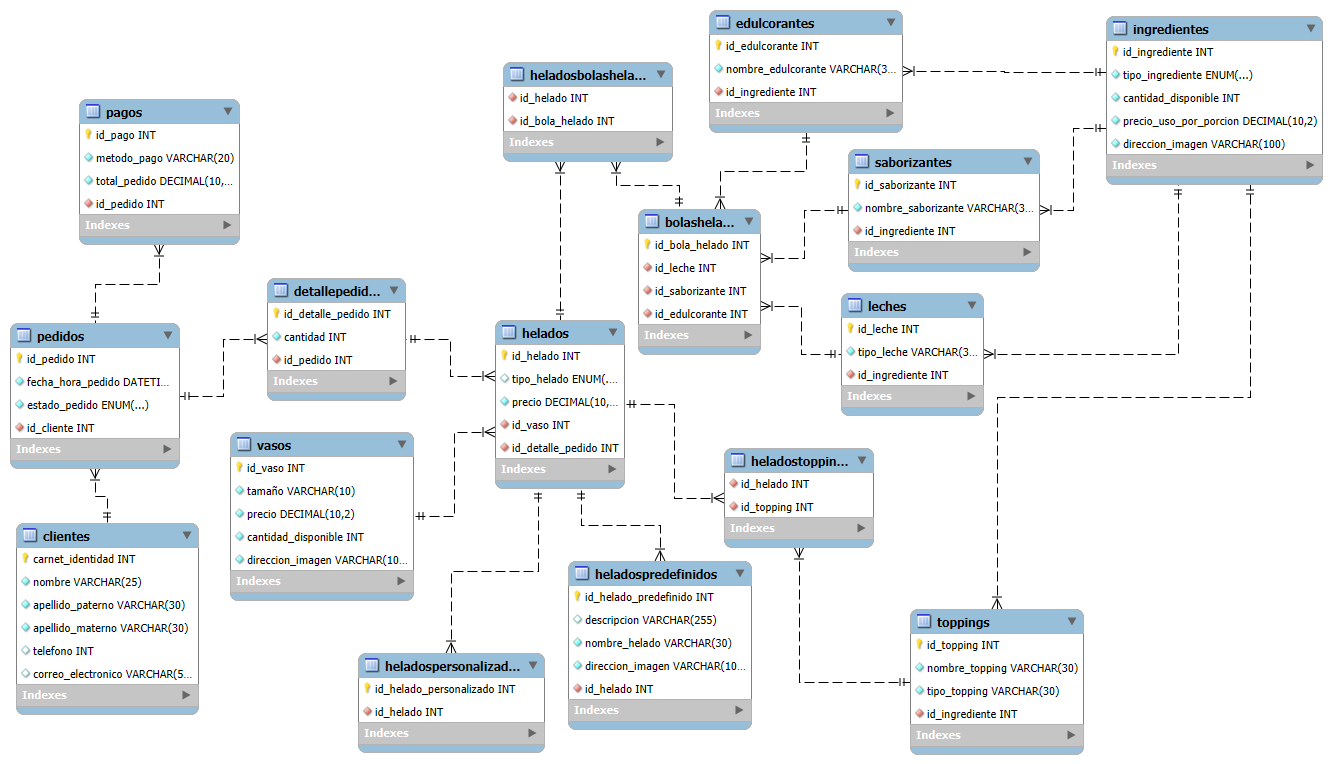 edulcorantes
id_edulcorante INT
nombre_edulcorante VARCHAR(3...
id_ingrediente INT
Indexes
ingredientes
id_ingrediente INT
tipo_ingrediente ENUM(...)
cantidad_disponible INT
precio_uso_por_porcion DECIMAL(10,2)
direccion_imagen VARCHAR(100)
Indexes
heladosbolashela...
id_helado INT
id_bola_helado INT
Indexes
pagos
id_pago INT
metodo_pago VARCHAR(20)
total_pedido DECIMAL(10,...
id_pedido INT
Indexes
saborizantes
id_saborizante INT
nombre_saborizante VARCHAR(3...
id_ingrediente INT
Indexes
bolashela...
id_bola_helado INT
id_leche INT
id_saborizante INT
id_edulcorante INT
Indexes
detallepedid...
id_detalle_pedido INT
cantidad INT
id_pedido INT
Indexes
leches
id_leche INT
tipo_leche VARCHAR(3...
id_ingrediente INT
Indexes
pedidos
id_pedido INT
fecha_hora_pedido DATETI...
estado_pedido ENUM(...)
id_cliente INT
Indexes
helados
id_helado INT
tipo_helado ENUM(...
precio DECIMAL(10,...
id_vaso INT
id_detalle_pedido INT
Indexes
vasos
id_vaso INT
tamaño VARCHAR(10)
precio DECIMAL(10,2)
cantidad_disponible INT
direccion_imagen VARCHAR(10...
Indexes
heladostoppin...
id_helado INT
id_topping INT
Indexes
clientes
carnet_identidad INT
nombre VARCHAR(25)
apellido_paterno VARCHAR(30)
apellido_materno VARCHAR(30)
telefono INT
correo_electronico VARCHAR(5...
Indexes
heladospredefinidos
id_helado_predefinido INT
descripcion VARCHAR(255)
nombre_helado VARCHAR(30)
direccion_imagen VARCHAR(10...
id_helado INT
Indexes
heladospersonalizad...
id_helado_personalizado INT
id_helado INT
Indexes
toppings
id_topping INT
nombre_topping VARCHAR(30)
tipo_topping VARCHAR(30)
id_ingrediente INT
Indexes